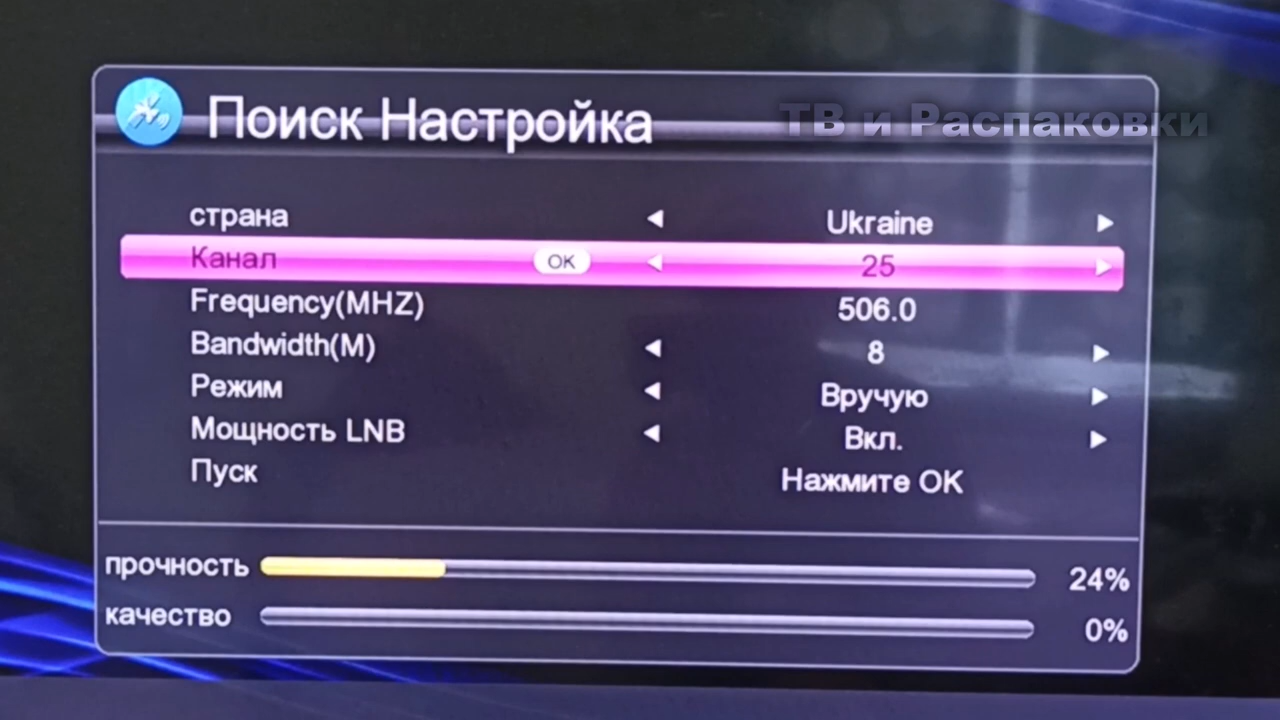 Поиск Настройка
ТВ и Распаковки
страна Ukraine
Канал OK 25
Frequency(MHZ) 506.0
Bandwidth(M) 8
Режим Вручую
Мощность LNB Вкл.
Пуск Нажмите OK
прочность 24%
качество 0%